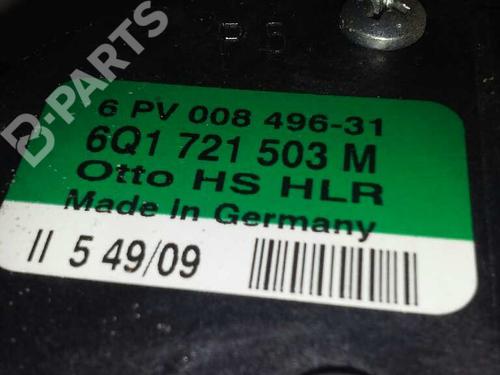 B-PARTS
P 5
6 PV 008 496-31
6Q1 721 503 M
Otto HS HLR
Made in Germany
II 5 49/09